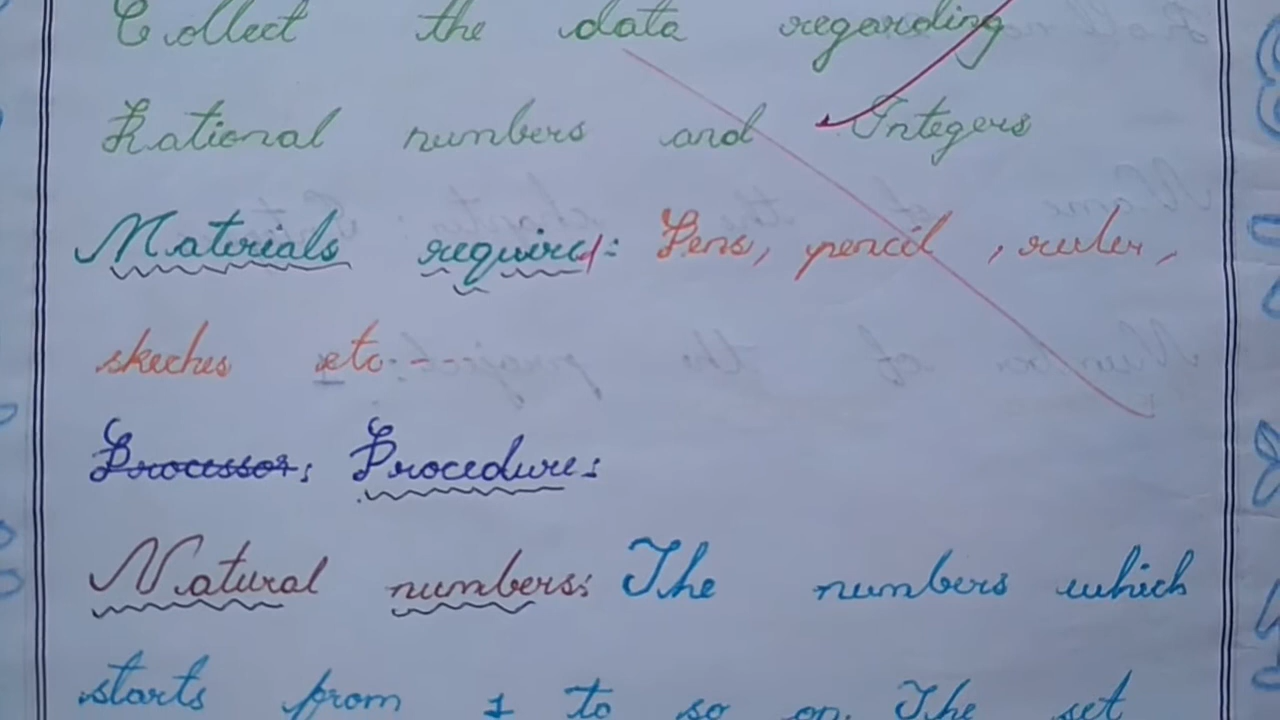 Collect the data regarding
Rational numbers and Integers
Materials required: Pens, pencil, ruler,
skeches etc.---
Processor: Procedure:
Natural numbers: The numbers which
starts from 1 to so on. The set